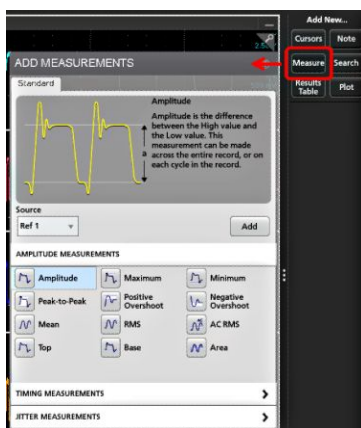 Add New...
Cursors Note
Measure Search
Results Table Plot
ADD MEASUREMENTS
Standard
Amplitude
Amplitude is the difference
between the High value and
the Low value. This
measurement can be made
across the entire record, or on
each cycle in the record.
a
Source
Ref 1
Add
AMPLITUDE MEASUREMENTS
Amplitude Maximum Minimum
Peak-to-Peak Positive Overshoot Negative Overshoot
Mean RMS AC RMS
Top Base Area
TIMING MEASUREMENTS
JITTER MEASUREMENTS